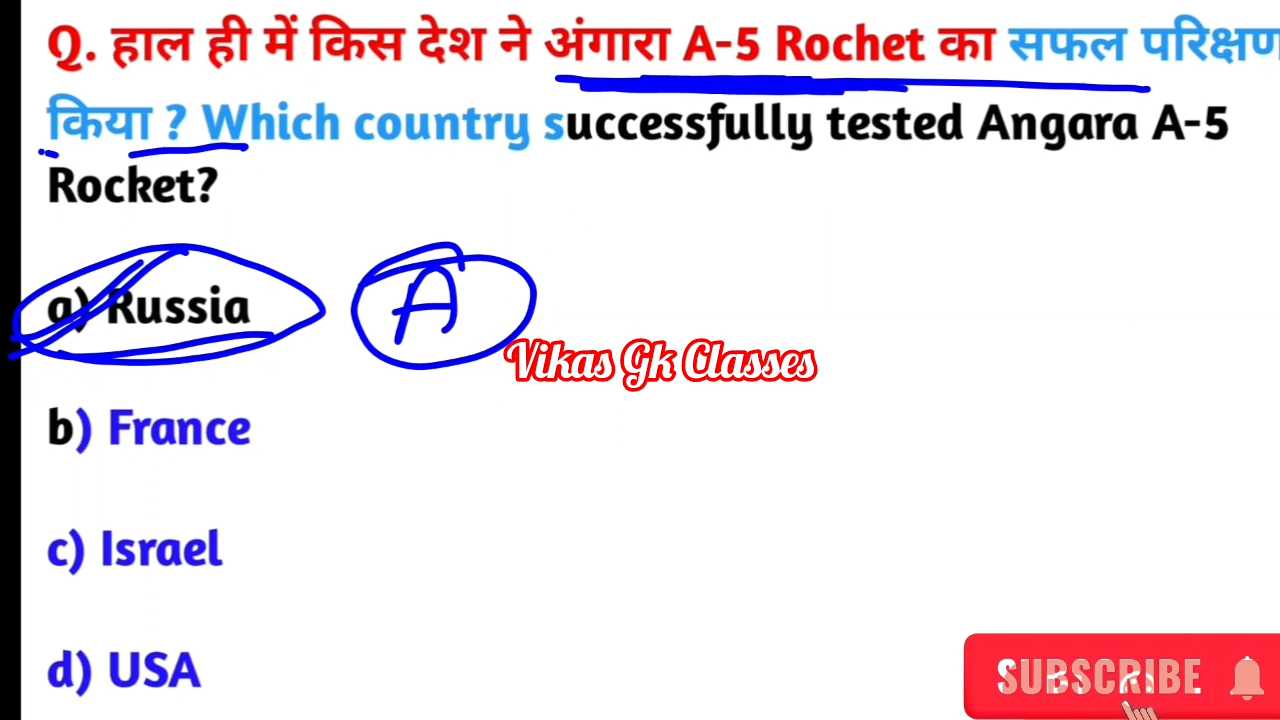 Q. हाल ही में किस देश ने अंगारा A-5 Rochet का सफल परिक्षण
किया ? Which country successfully tested Angara A-5
Rocket?
a) Russia
A
Vikas Gk Classes
b) France
c) Israel
d) USA
SUBSCRIBE